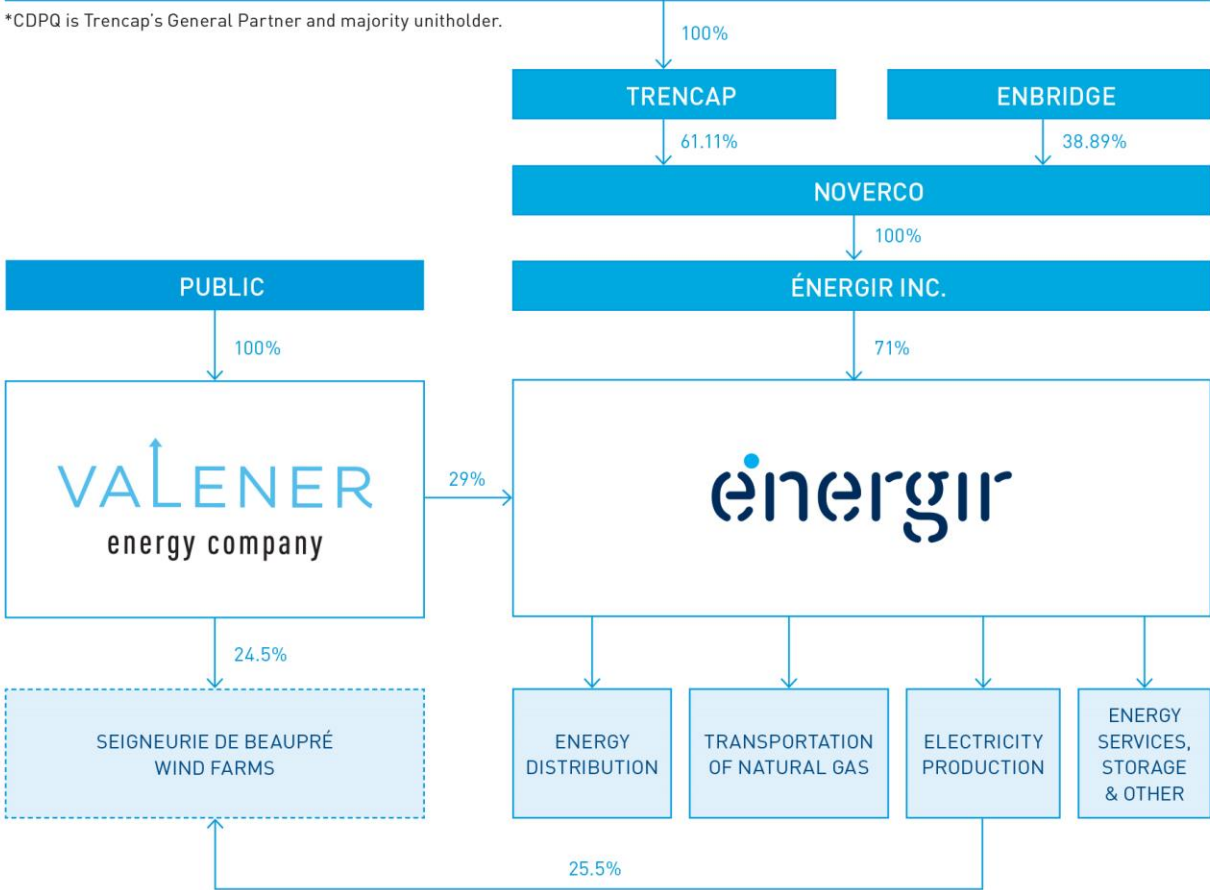 *CDPQ is Trencap's General Partner and majority unitholder.
100%
TRENCAP
ENBRIDGE
61.11%
38.89%
NOVERCO
100%
PUBLIC
ÉNERGIR INC.
100%
71%
VALENER
energy company
29%
énergir
24.5%
SEIGNEURIE DE BEAUPRÉ
WIND FARMS
ENERGY
DISTRIBUTION
TRANSPORTATION
OF NATURAL GAS
ELECTRICITY
PRODUCTION
ENERGY
SERVICES,
STORAGE
& OTHER
25.5%